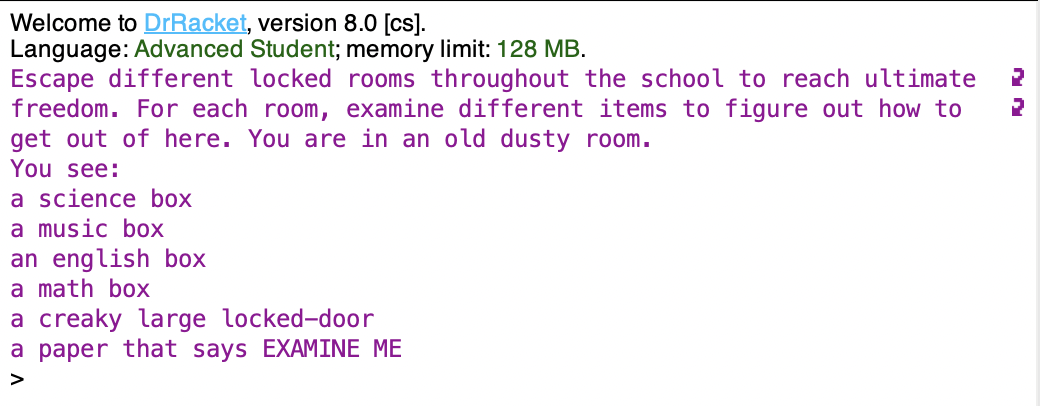 Welcome to DrRacket, version 8.0 [cs].
Language: Advanced Student; memory limit: 128 MB.
Escape different locked rooms throughout the school to reach ultimate
freedom. For each room, examine different items to figure out how to
get out of here. You are in an old dusty room.
You see:
a science box
a music box
an english box
a math box
a creaky large locked-door
a paper that says EXAMINE ME
>